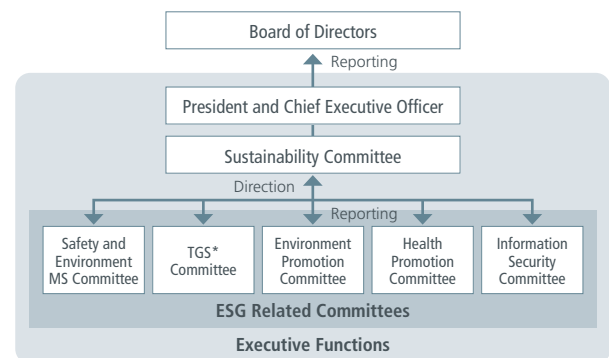 Board of Directors
Reporting
President and Chief Executive Officer
Sustainability Committee
Direction
Reporting
Safety and
Environment
MS Committee
TGS*
Committee
Environment
Promotion
Committee
Health
Promotion
Committee
Information
Security
Committee
ESG Related Committees
Executive Functions